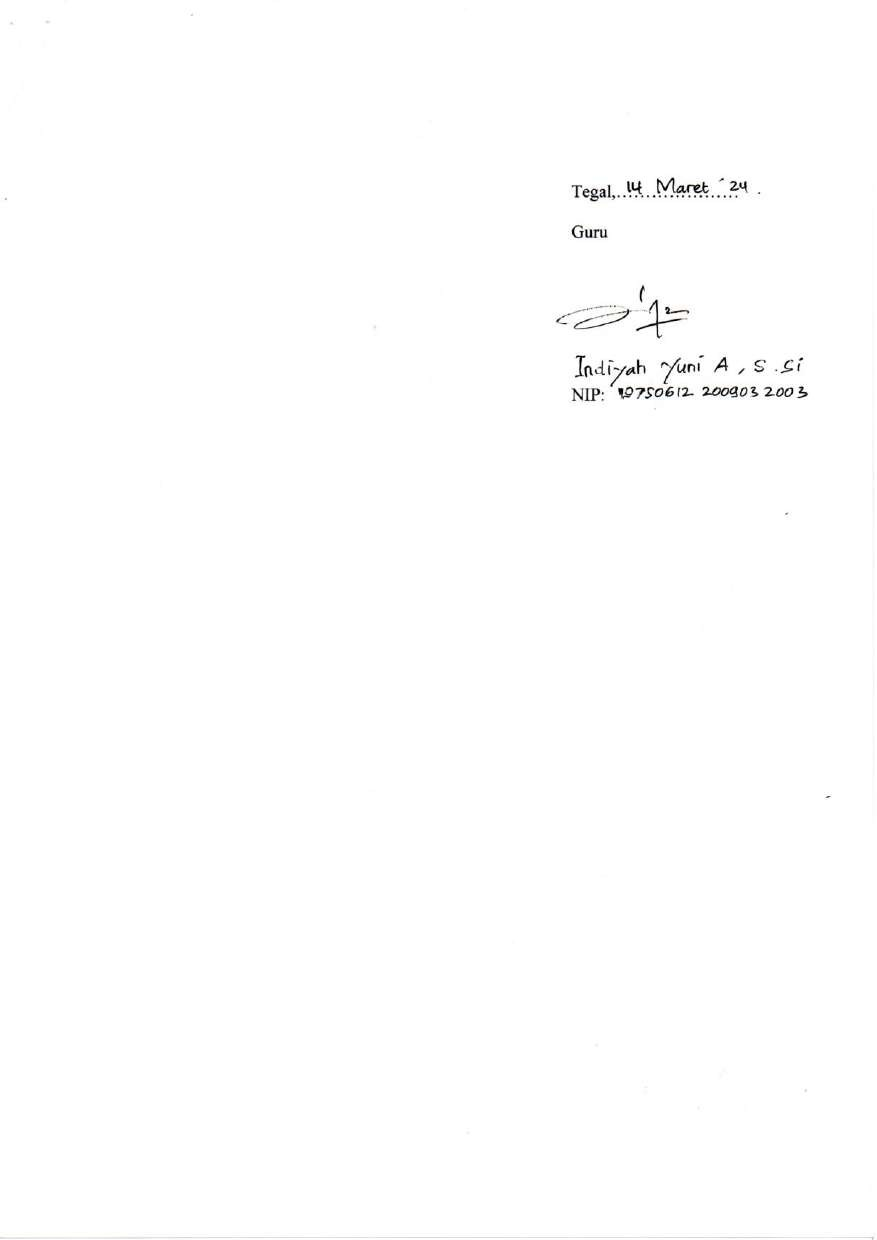 Tegal,..14..Maret..'24 .
Guru
Indiyah Yuni A, S.Si
NIP: 19750612 200903 2003